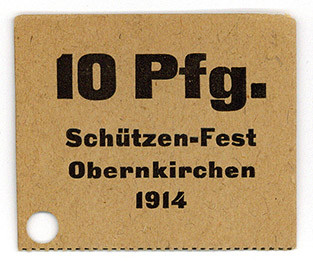 10 Pfg.
Schützen-Fest
Obernkirchen
1914